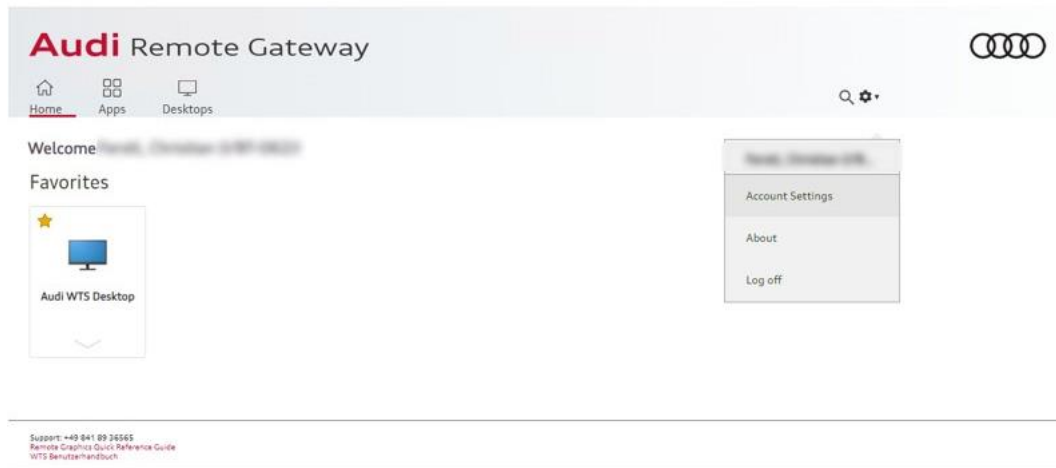 Audi Remote Gateway
Home Apps Desktops
Welcome
Favorites
Audi WTS Desktop
Account Settings
About
Log off
Support: +49 841 89 36565
Remote Graphics Quick Reference Guide
WTS Benutzerhandbuch